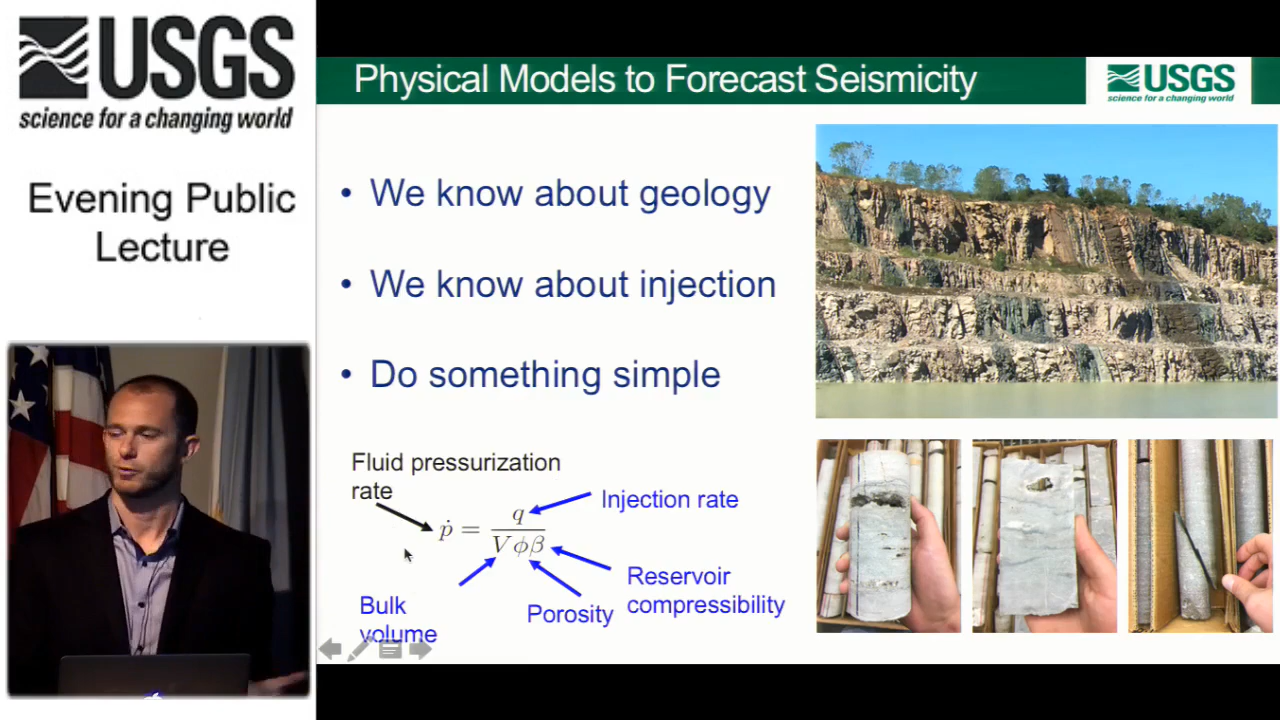 USGS
science for a changing world
Evening Public
Lecture
Physical Models to Forecast Seismicity
USGS
science for a changing world
• We know about geology
• We know about injection
• Do something simple
Fluid pressurization
rate
Injection rate
ṗ = q / Vϕβ
Reservoir
compressibility
Bulk
volume
Porosity